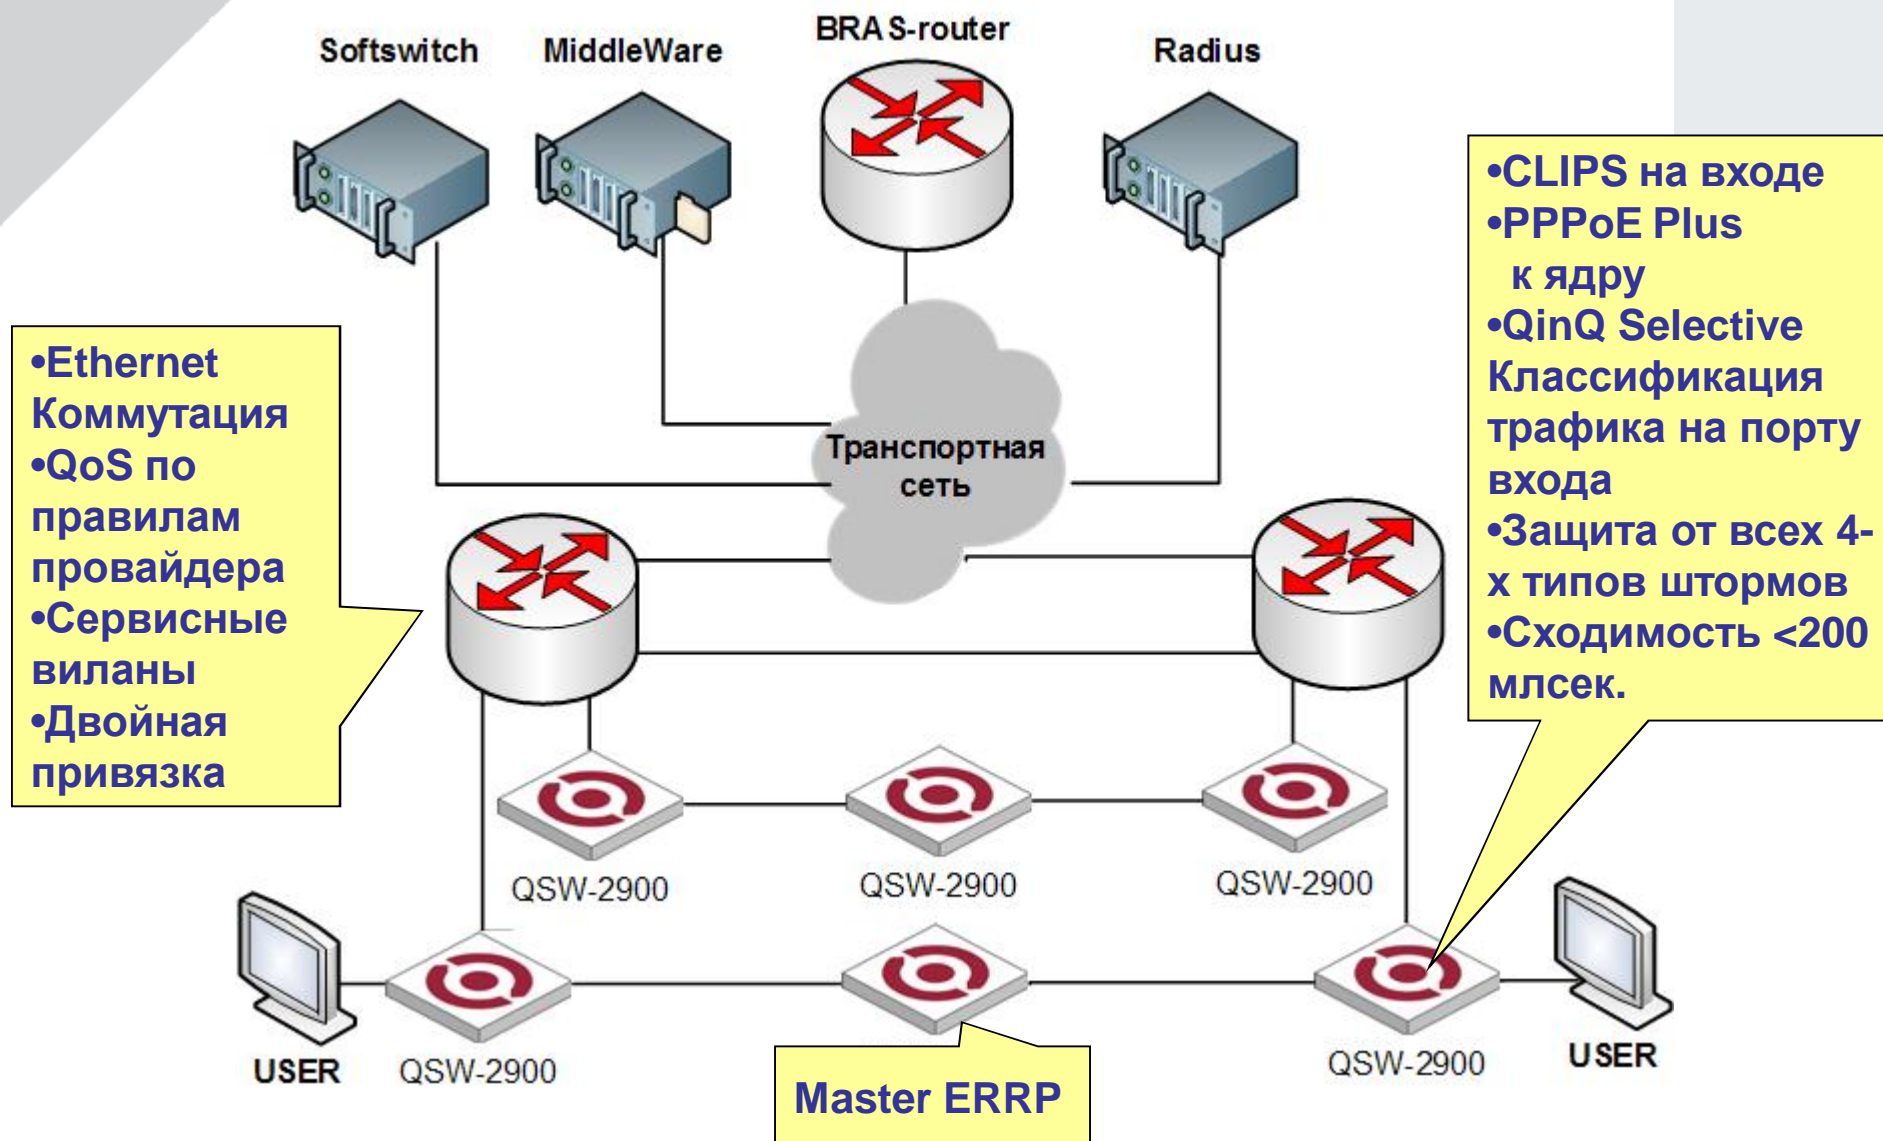 Softswitch
MiddleWare
BRAS-router
Radius
•CLIPS на входе
•PPPoE Plus
к ядру
•QinQ Selective
Классификация
трафика на порту
входа
•Защита от всех 4-
х типов штормов
•Сходимость <200
млсек.
•Ethernet
Коммутация
•QoS по
правилам
провайдера
•Сервисные
виланы
•Двойная
привязка
Транспортная
сеть
QSW-2900
QSW-2900
QSW-2900
USER
QSW-2900
Master ERRP
QSW-2900
USER